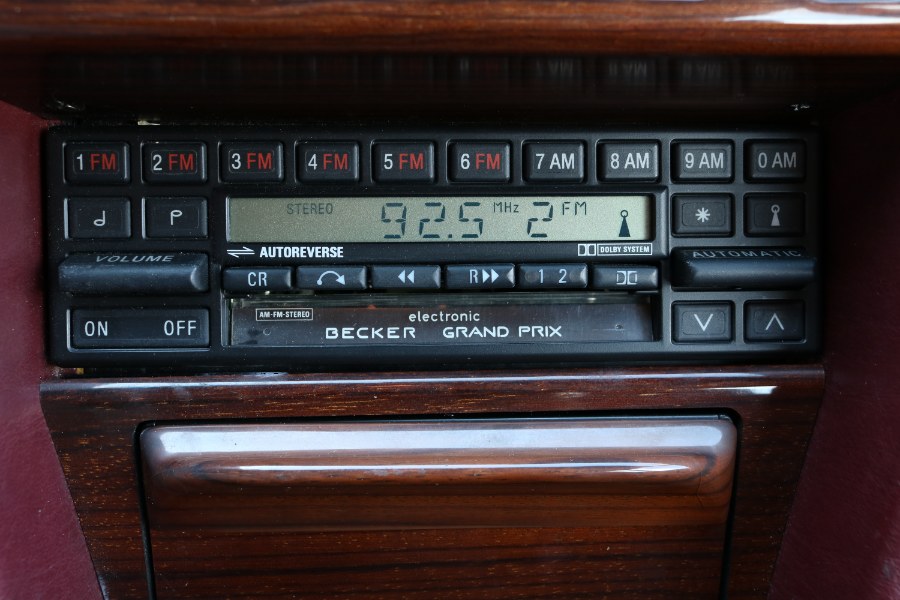 1 FM 2 FM 3 FM 4 FM 5 FM 6 FM 7 AM 8 AM 9 AM 0 AM
STEREO 92.5 MHz 2 FM
VOLUME AUTOREVERSE DOLBY SYSTEM AUTOMATIC
CR R 1 2
ON OFF AM-FM-STEREO electronic
BECKER GRAND PRIX